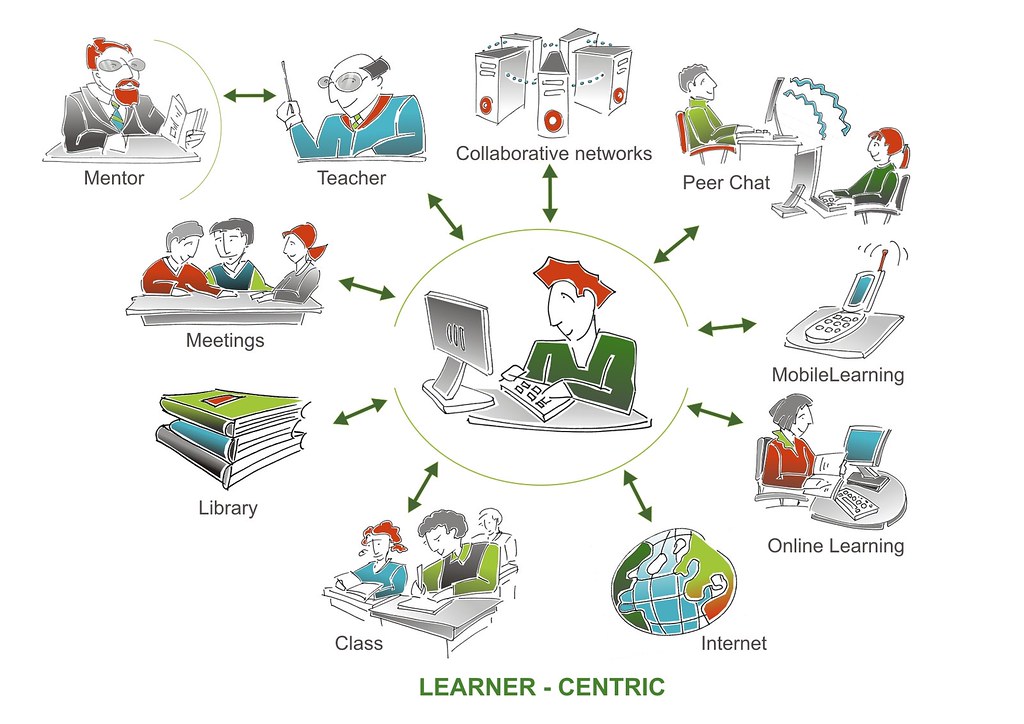 Mentor
Teacher
Collaborative networks
Peer Chat
Meetings
MobileLearning
Library
Online Learning
Class
Internet
LEARNER - CENTRIC